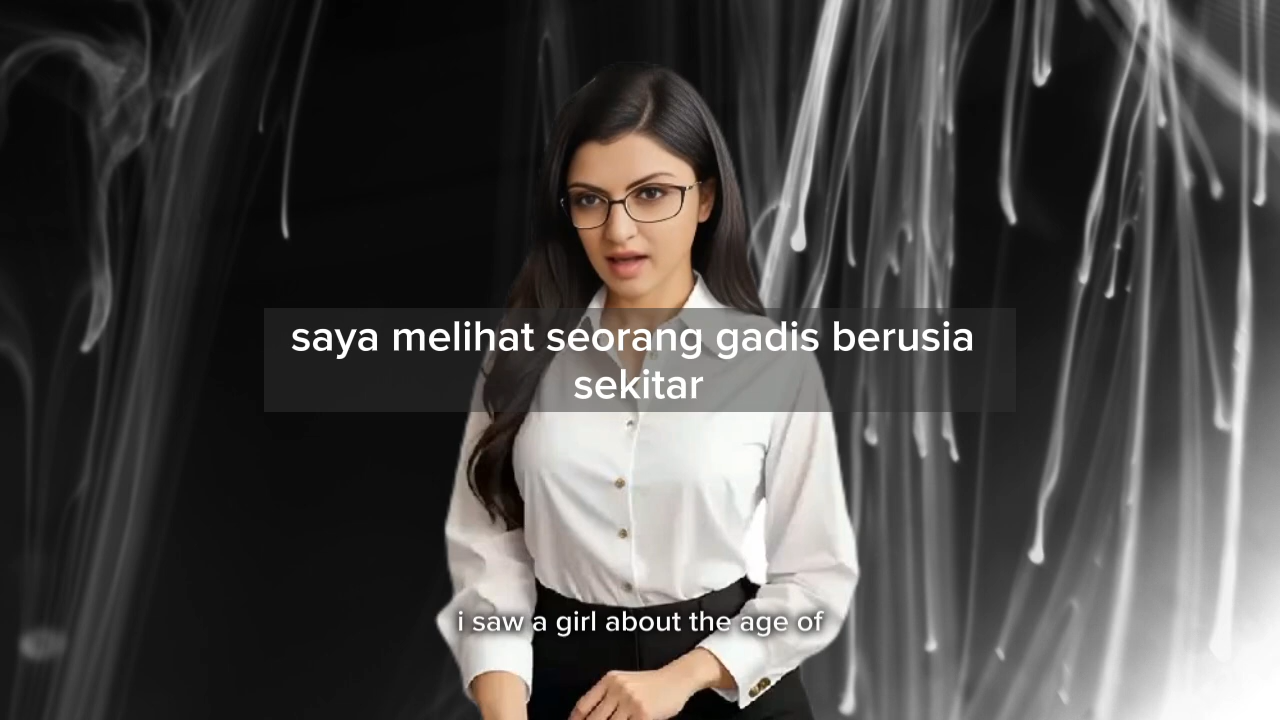 saya melihat seorang gadis berusia
sekitar
i saw a girl about the age of